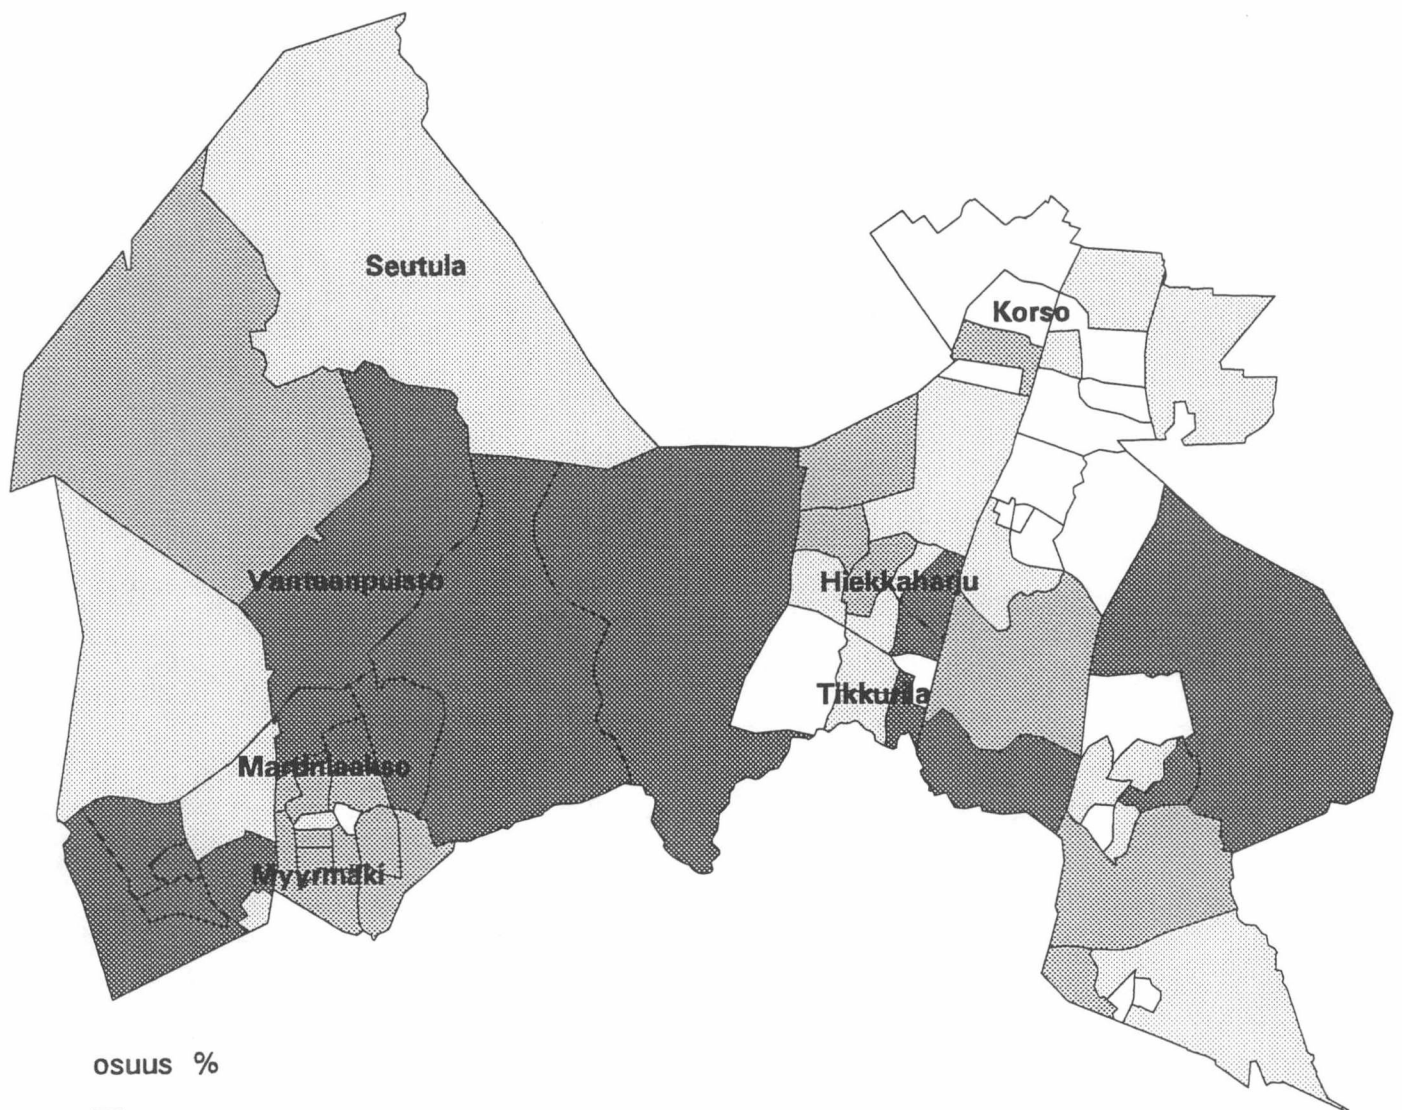 Seutula
Korso
Vantaanpuisto
Hiekkaharju
Tikkurila
Martinlaakso
Myyrmäki
osuus %